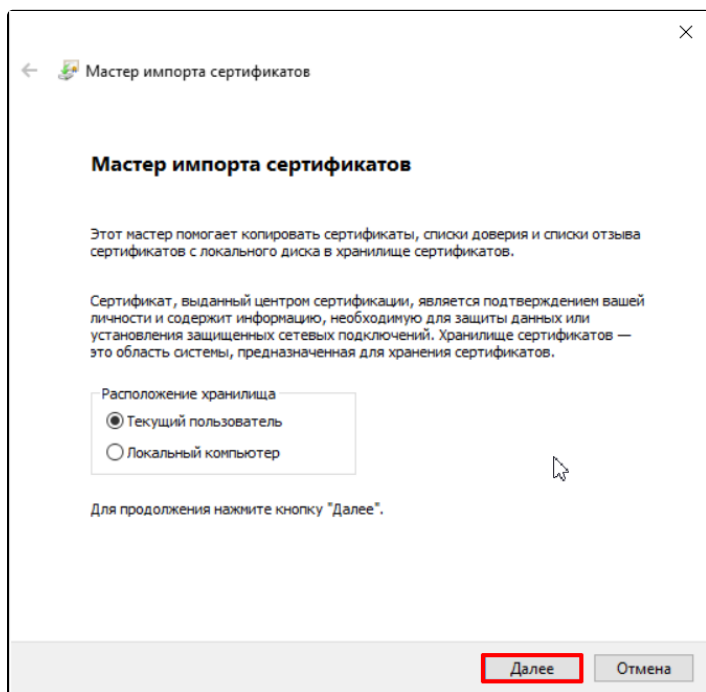 Мастер импорта сертификатов
Мастер импорта сертификатов
Этот мастер помогает копировать сертификаты, списки доверия и списки отзыва
сертификатов с локального диска в хранилище сертификатов.
Сертификат, выданный центром сертификации, является подтверждением вашей
личности и содержит информацию, необходимую для защиты данных или
установления защищенных сетевых подключений. Хранилище сертификатов —
это область системы, предназначенная для хранения сертификатов.
Расположение хранилища
Текущий пользователь
Локальный компьютер
Для продолжения нажмите кнопку "Далее".
Далее
Отмена